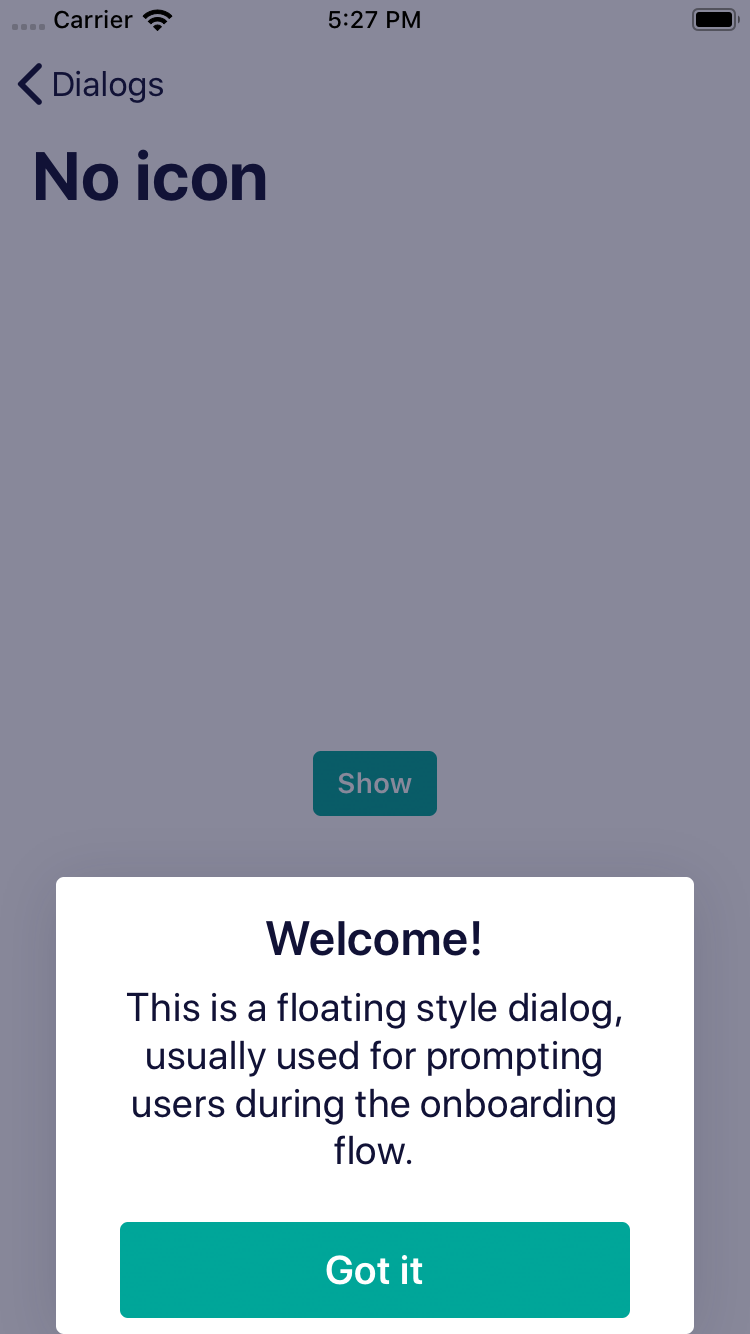 Carrier 5:27 PM
Dialogs
No icon
Show
Welcome!
This is a floating style dialog,
usually used for prompting
users during the onboarding
flow.
Got it